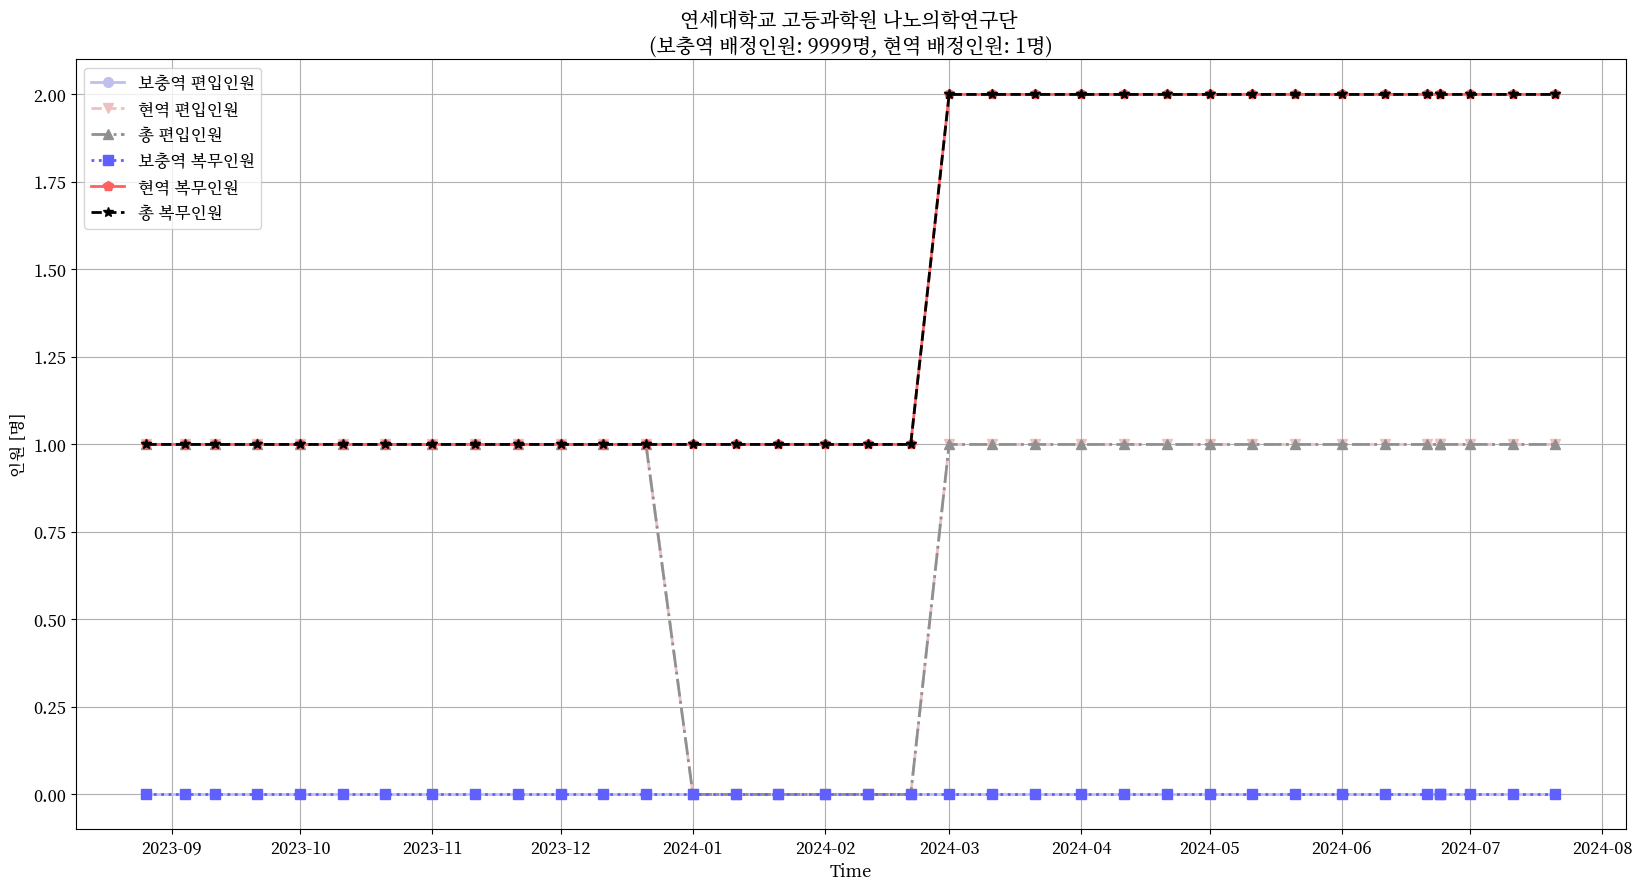 연세대학교 고등과학원 나노의학연구단
(보충역 배정인원: 9999명, 현역 배정인원: 1명)
보충역 편입인원
현역 편입인원
총 편입인원
보충역 복무인원
현역 복무인원
총 복무인원
2.00
1.75
1.50
1.25
1.00
0.75
0.50
0.25
0.00
인원 [명]
2023-09 2023-10 2023-11 2023-12 2024-01 2024-02 2024-03 2024-04 2024-05 2024-06 2024-07 2024-08
Time